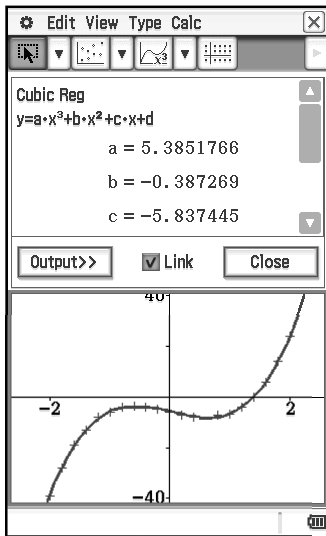 Edit View Type Calc
Cubic Reg
y=a·x³+b·x²+c·x+d
a = 5.3851766
b = −0.387269
c = −5.837445
Output>> Link Close
40
−2 2
−40